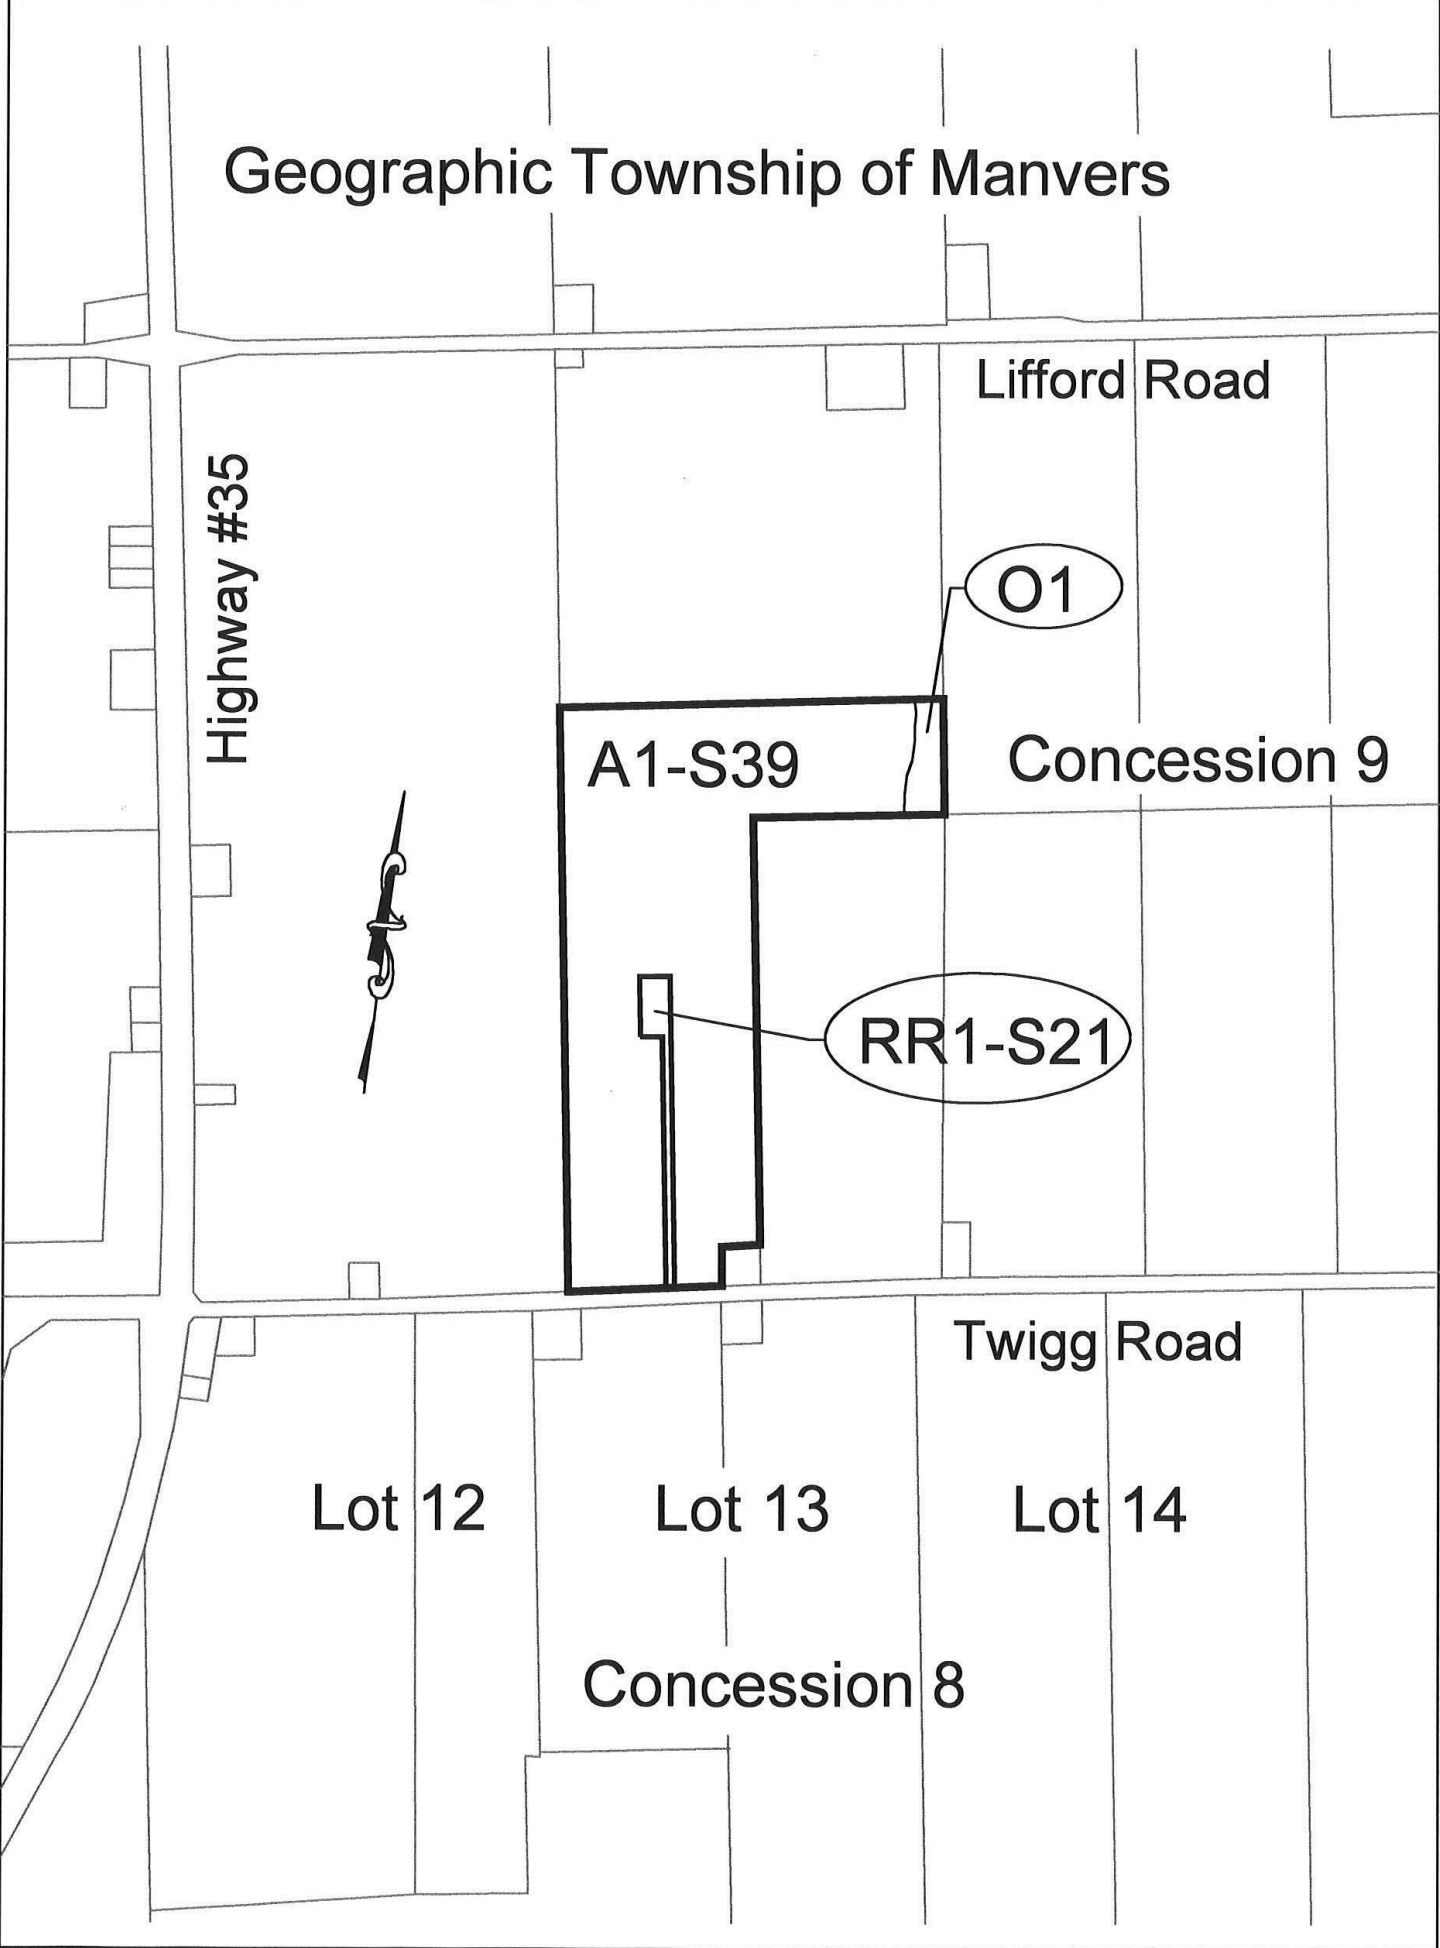 Geographic Township of Manvers
Lifford Road
Highway #35
O1
A1-S39
Concession 9
RR1-S21
Twigg Road
Lot 12
Lot 13
Lot 14
Concession 8